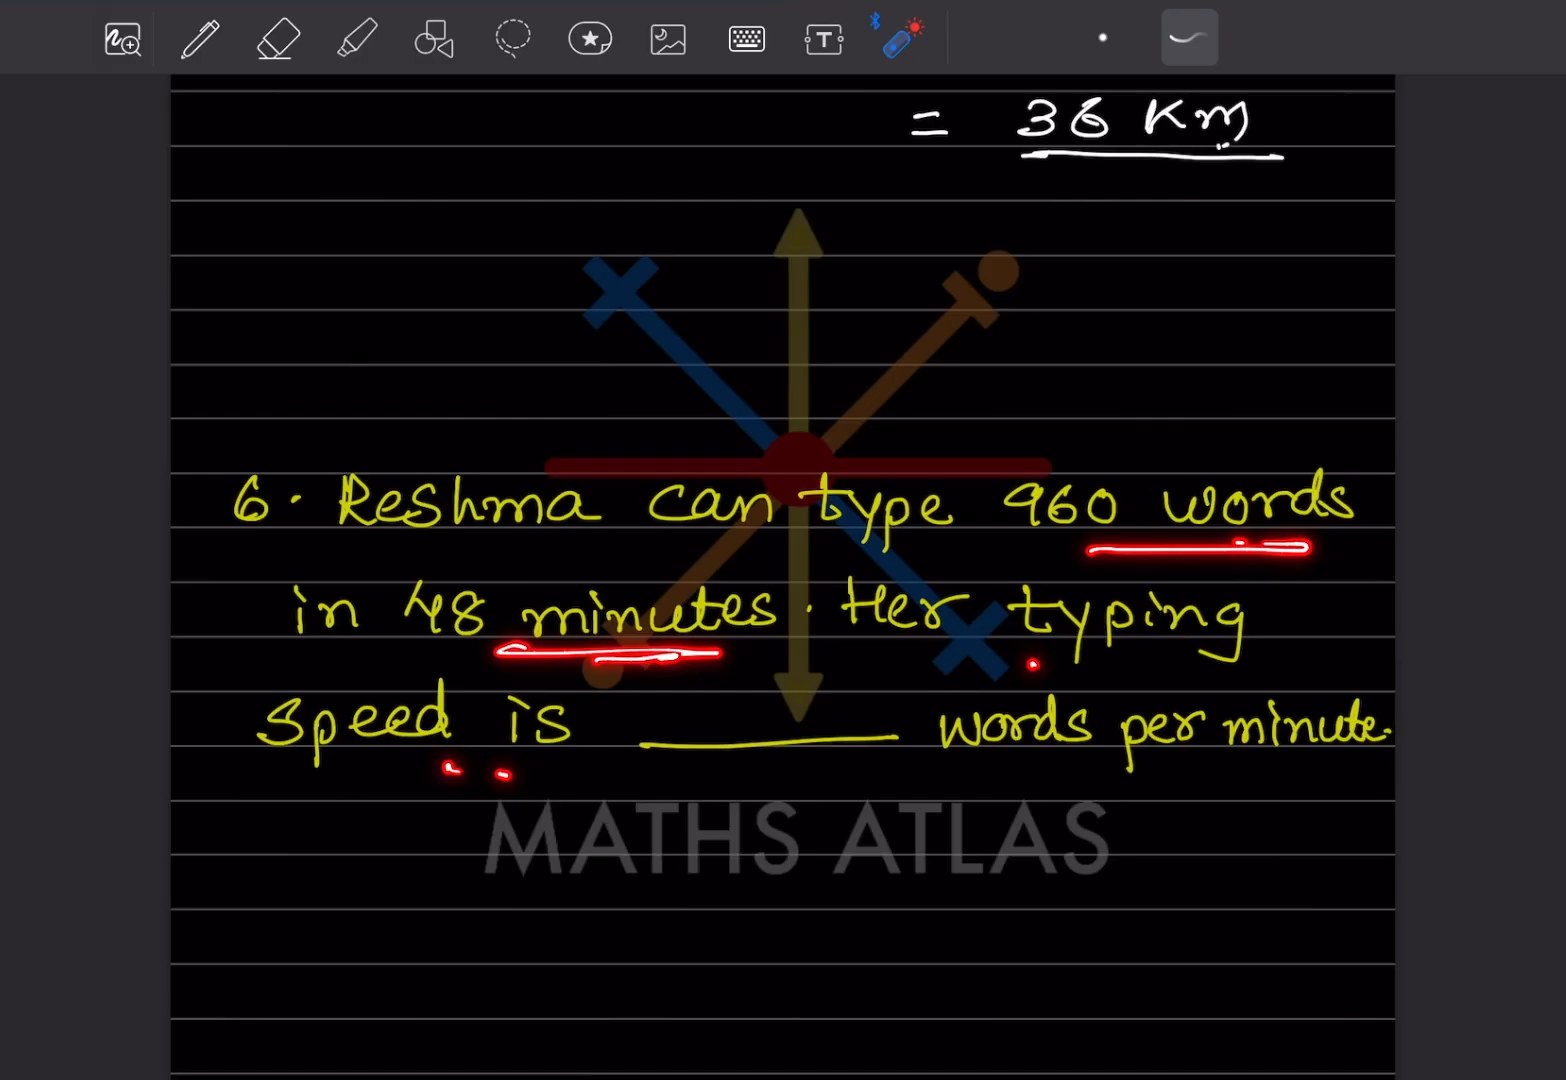 = 36 Km
6. Reshma can type 960 words
in 48 minutes. Her typing
speed is ________ words per minute.
MATHS ATLAS